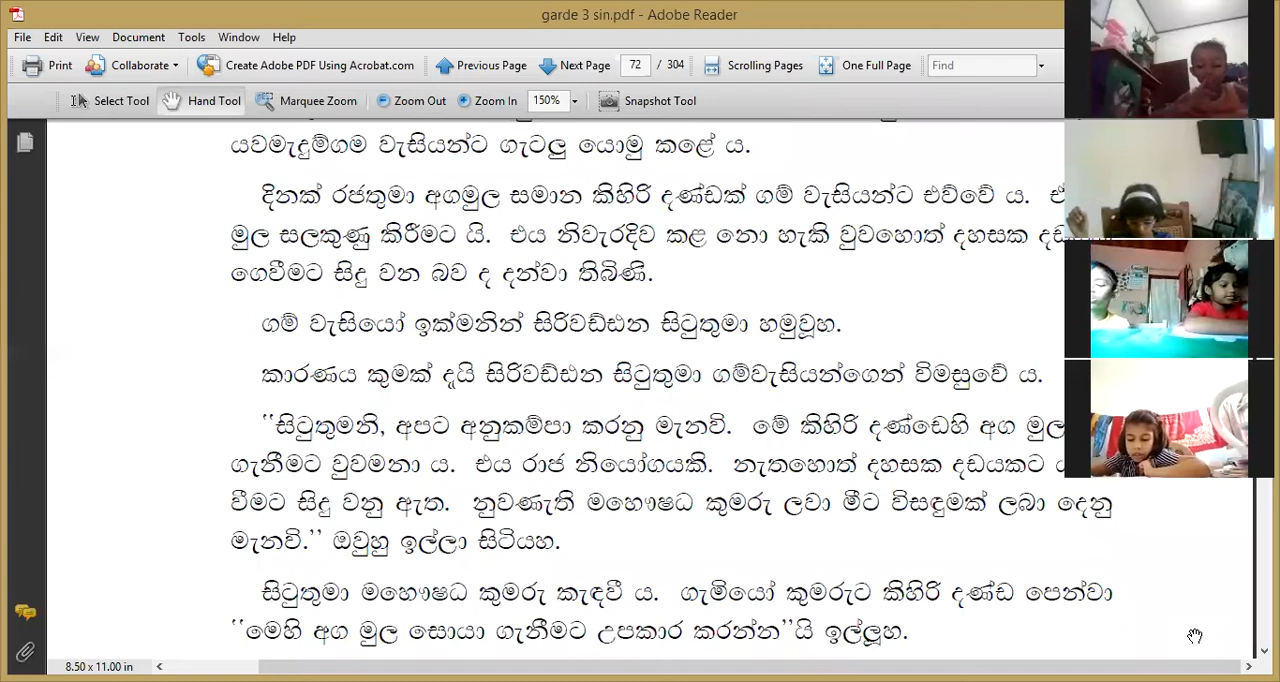 garde 3 sin.pdf - Adobe Reader
File Edit View Document Tools Window Help
Print Collaborate Create Adobe PDF Using Acrobat.com Previous Page Next Page 72 / 304 Scrolling Pages One Full Page Find
Select Tool Hand Tool Marquee Zoom Zoom Out Zoom In 150% Snapshot Tool
යවමැදුම්ගම වැසියන්ට ගැටලු යොමු කළේ ය.
දිනක් රජතුමා අගමුල සමාන කිහිරි දණ්ඩක් ගම් වැසියන්ට එව්වේ ය.
මුල සලකුණු කිරීමට යි. එය නිවැරදිව කළ නො හැකි වුවහොත් දහසක
ගෙවීමට සිදු වන බව ද දන්වා තිබිණි.
ගම් වැසියෝ ඉක්මනින් සිරිවඩ්ඪන සිටුතුමා හමුවූහ.
කාරණය කුමක් දැයි සිරිවඩ්ඪන සිටුතුමා ගම්වැසියන්ගෙන් විමසුවේ ය.
‘‘සිටුතුමනි, අපට අනුකම්පා කරනු මැනවි. මේ කිහිරි දණ්ඩෙහි අග මුල
ගැනීමට වුවමනා ය. එය රාජ නියෝගයකි. නැතහොත් දහසක දඩයකට
වීමට සිදු වනු ඇත. නුවණැති මහෞෂධ කුමරු ලවා මීට විසඳුමක් ලබා දෙනු
මැනවි.’’ ඔවුහු ඉල්ලා සිටියහ.
සිටුතුමා මහෞෂධ කුමරු කැඳවී ය. ගැමියෝ කුමරුට කිහිරි දණ්ඩ පෙන්වා
‘‘මෙහි අග මුල සොයා ගැනීමට උපකාර කරන්න’’යි ඉල්ලූහ.
8.50 x 11.00 in